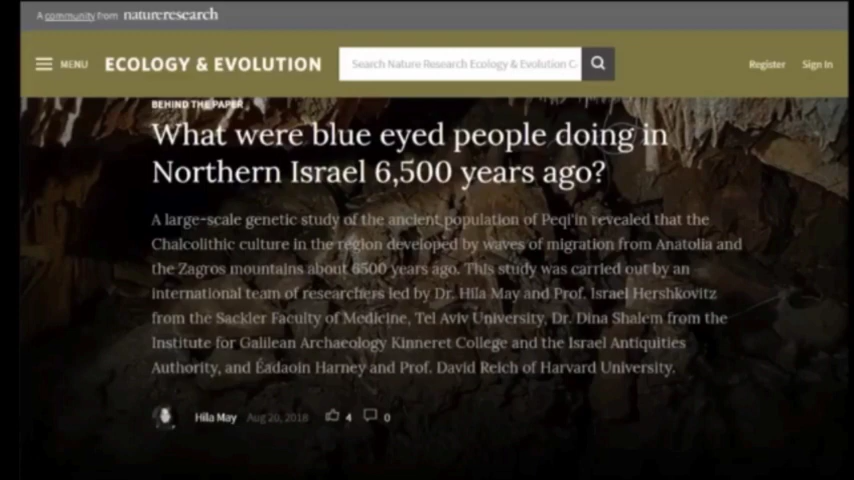 A community from natureresearch
MENU ECOLOGY & EVOLUTION Search Nature Research Ecology & Evolution C Register Sign In
BEHIND THE PAPER
What were blue eyed people doing in
Northern Israel 6,500 years ago?
A large-scale genetic study of the ancient population of Peqi'in revealed that the
Chalcolithic culture in the region developed by waves of migration from Anatolia and
the Zagros mountains about 6500 years ago. This study was carried out by an
international team of researchers led by Dr. Hila May and Prof. Israel Hershkovitz
from the Sackler Faculty of Medicine, Tel Aviv University, Dr. Dina Shalem from the
Institute for Galilean Archaeology Kinneret College and the Israel Antiquities
Authority, and Éadaoin Harney and Prof. David Reich of Harvard University.
Hila May Aug 20, 2018 4 0